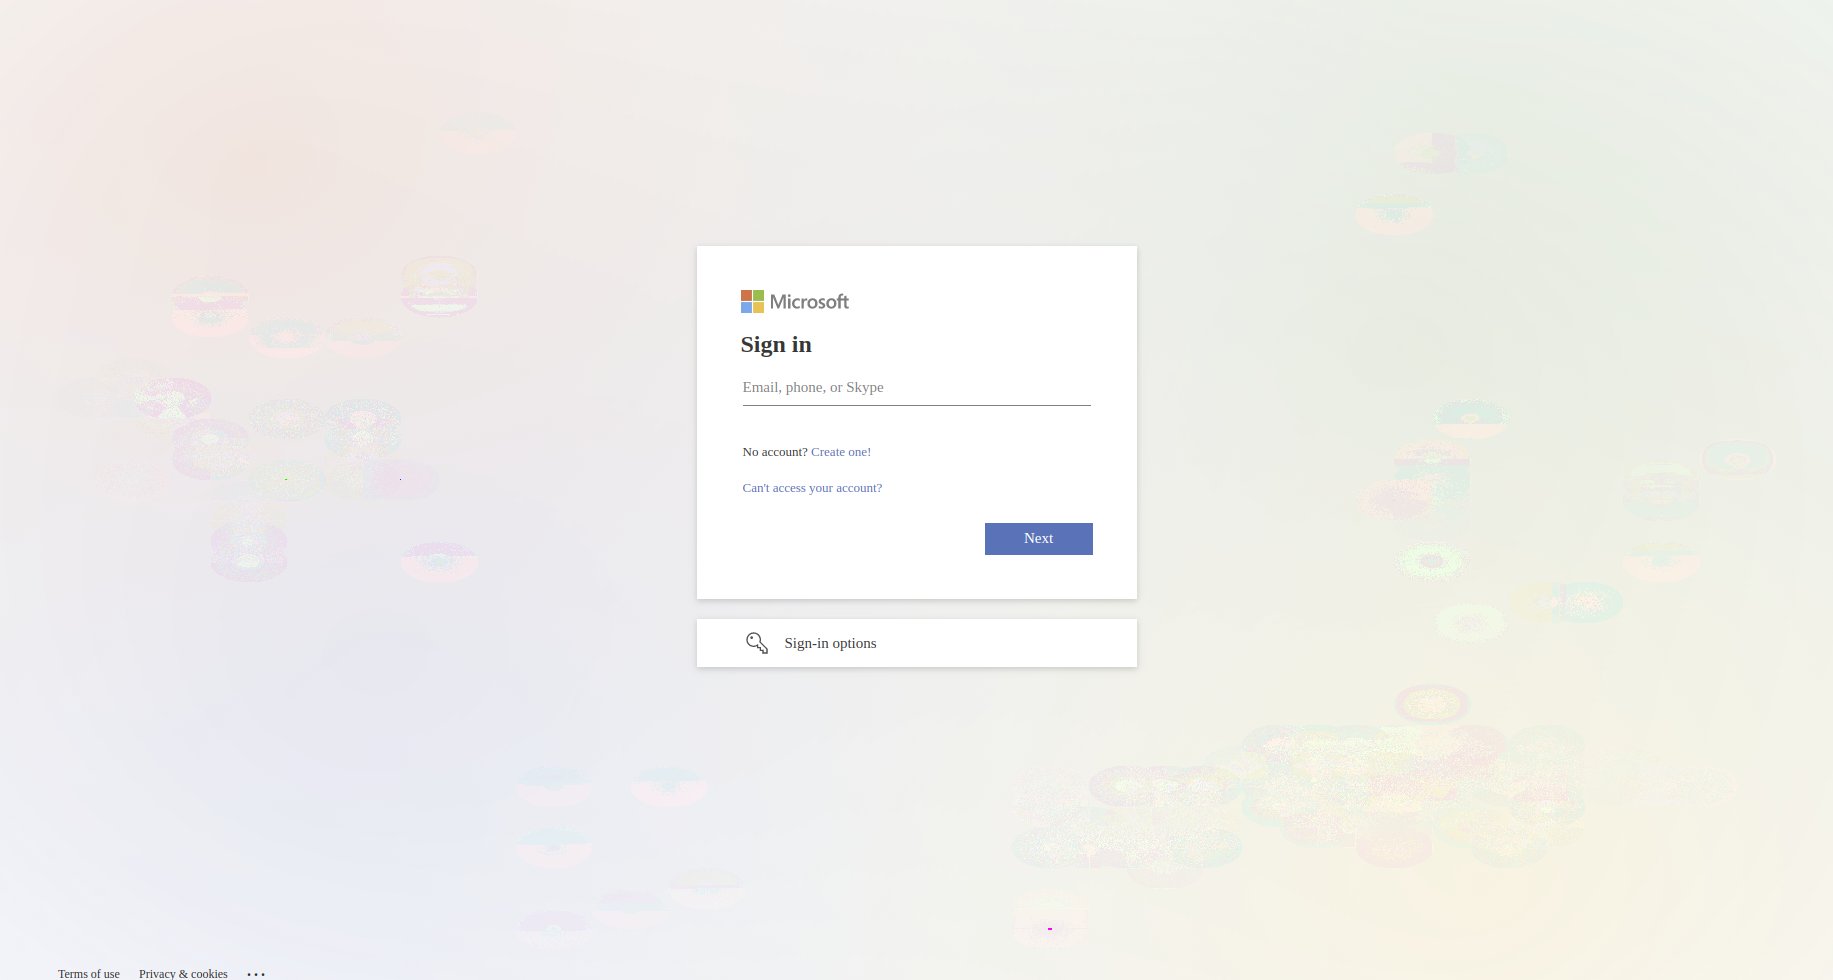 Microsoft
Sign in
Email, phone, or Skype
No account? Create one!
Can't access your account?
Next
Sign-in options
Terms of use Privacy & cookies ...